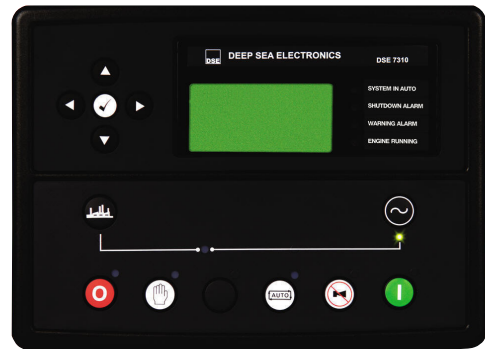 DSE DEEP SEA ELECTRONICS
DSE 7310
SYSTEM IN AUTO
SHUTDOWN ALARM
WARNING ALARM
ENGINE RUNNING
O
AUTO
I